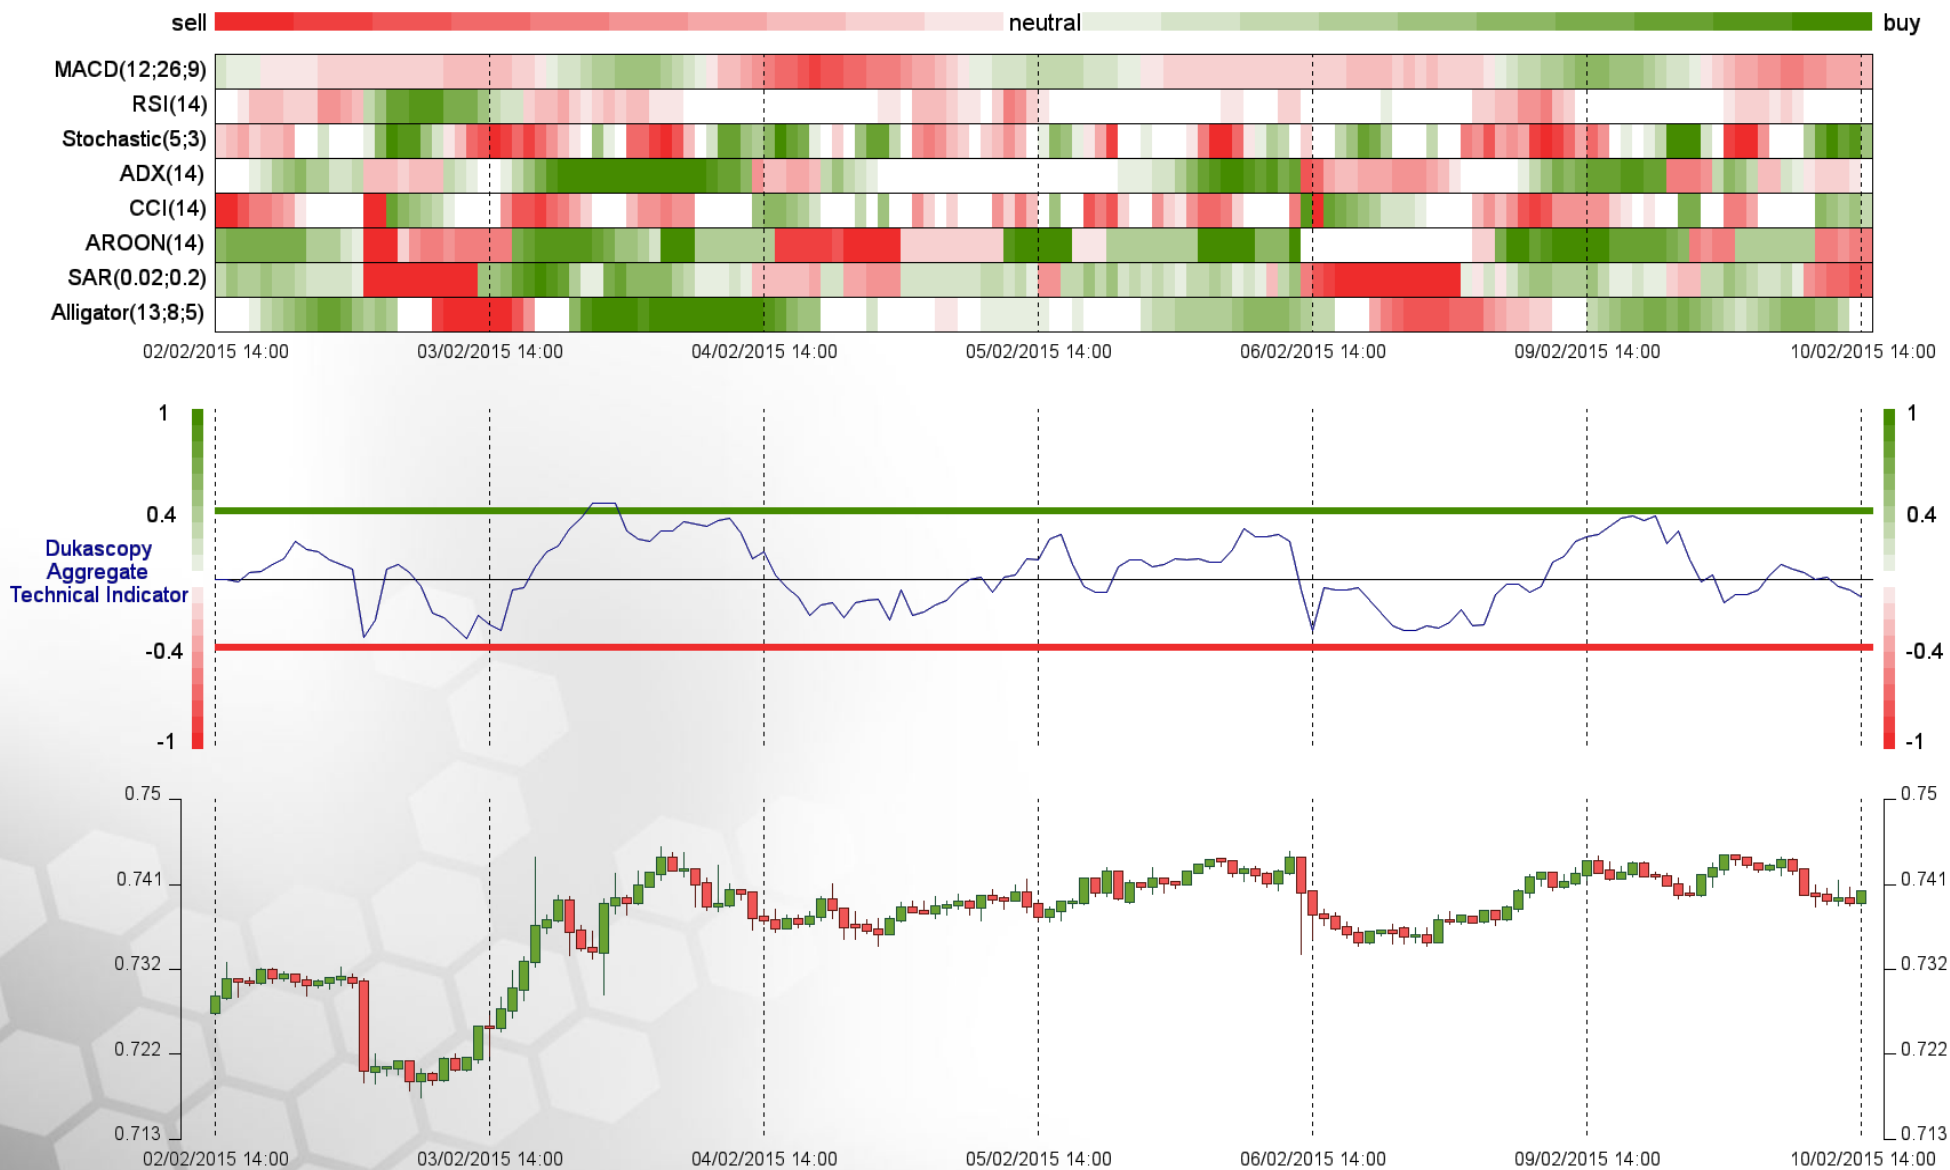 sell neutral buy
MACD(12;26;9)
RSI(14)
Stochastic(5;3)
ADX(14)
CCI(14)
AROON(14)
SAR(0.02;0.2)
Alligator(13;8;5)
02/02/2015 14:00 03/02/2015 14:00 04/02/2015 14:00 05/02/2015 14:00 06/02/2015 14:00 09/02/2015 14:00 10/02/2015 14:00
1 1
0.4 0.4
Dukascopy
Aggregate
Technical Indicator
-0.4 -0.4
-1 -1
0.75 0.75
0.741 0.741
0.732 0.732
0.722 0.722
0.713 0.713
02/02/2015 14:00 03/02/2015 14:00 04/02/2015 14:00 05/02/2015 14:00 06/02/2015 14:00 09/02/2015 14:00 10/02/2015 14:00